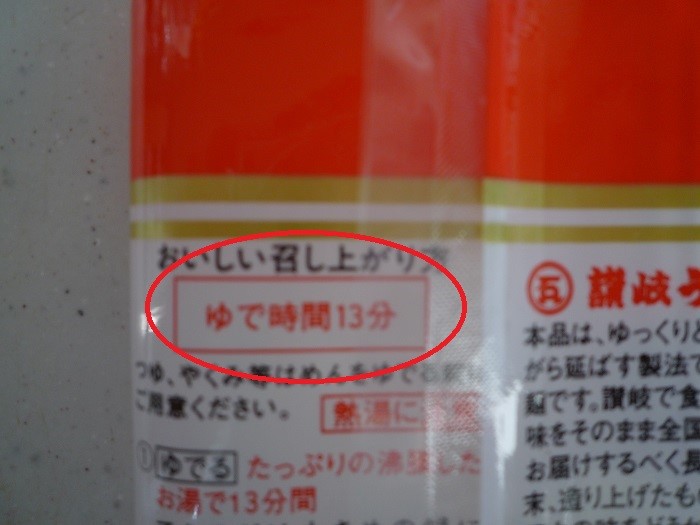 おいしい召し上がり方
ゆで時間13分
つゆ、やくみ等はめんをゆでる前に
ご用意ください。
熱湯に注意
① ゆでる たっぷりの沸騰した
お湯で13分間
讃岐う
本品は、ゆっくりと
がら延ばす製法で
麺です。讃岐で食
味をそのまま全国
お届けするべく長
末、造り上げたもの